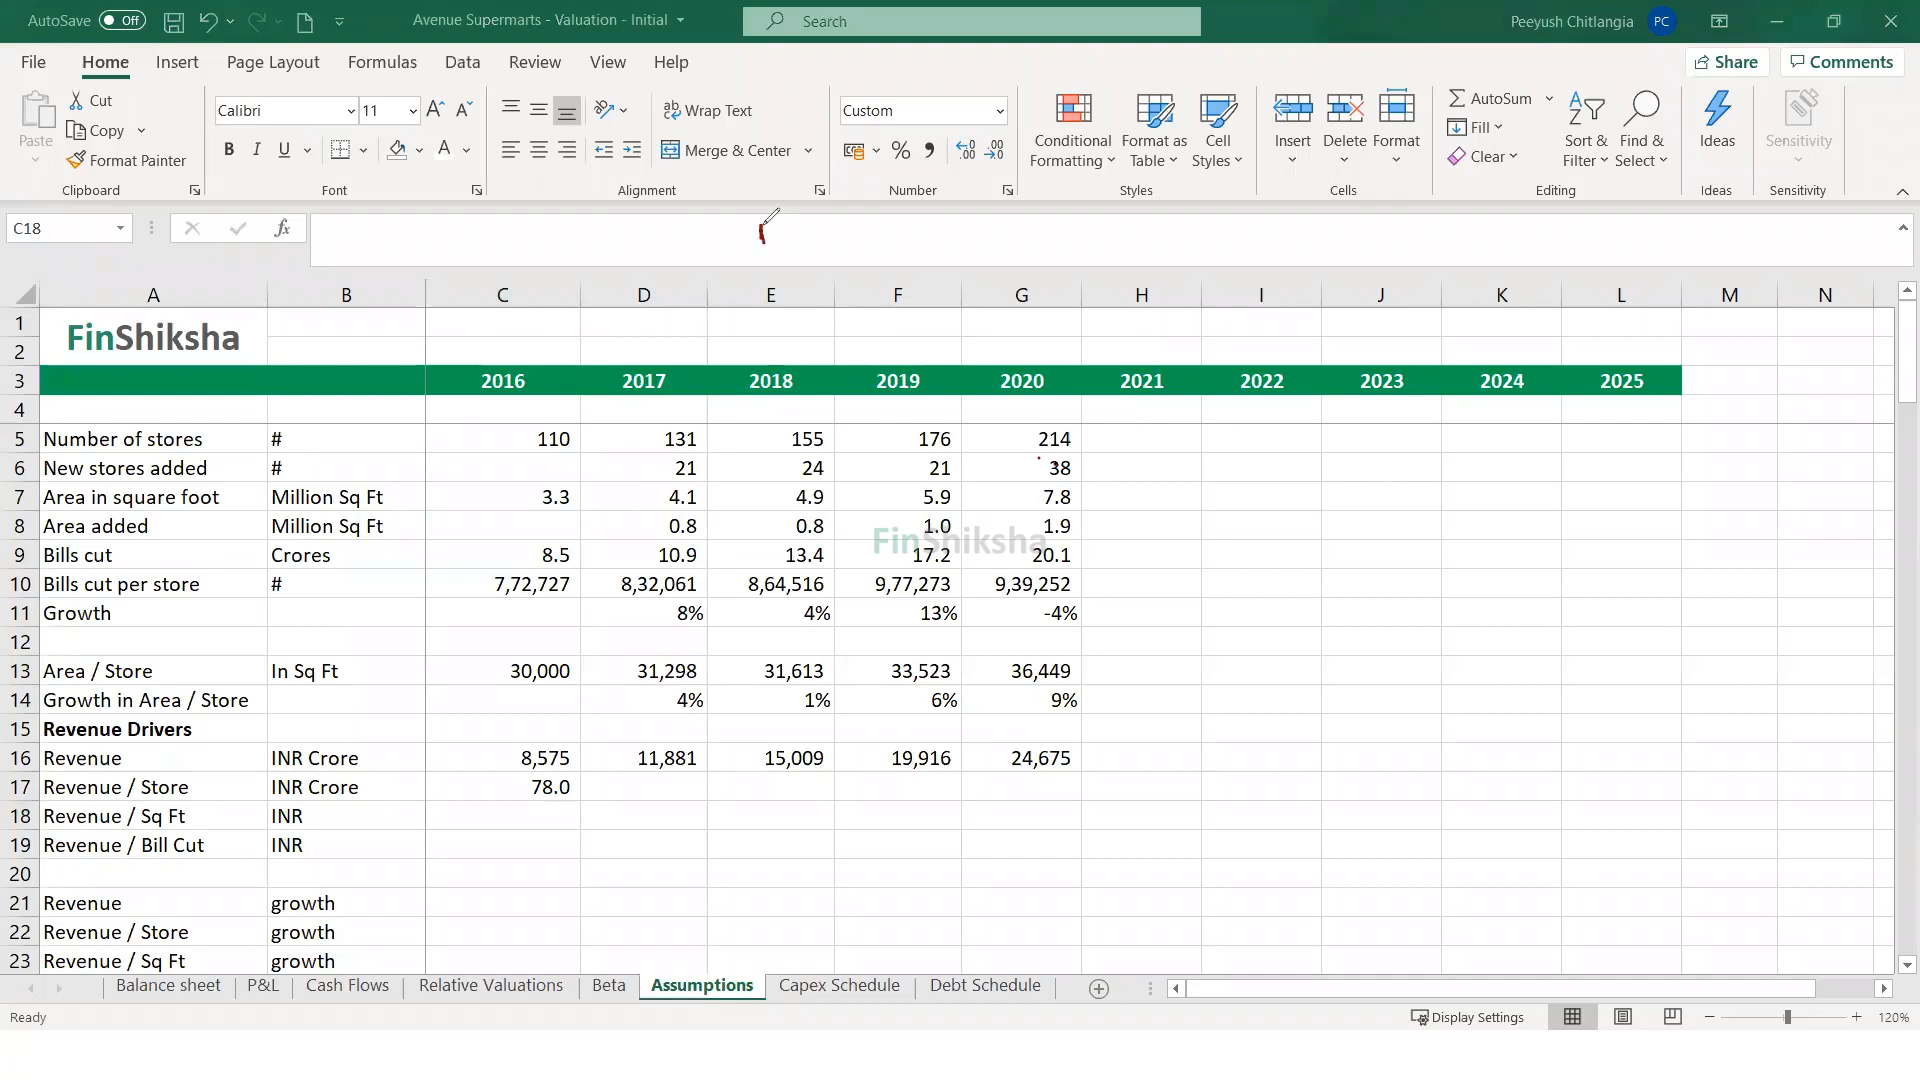 AutoSave Off Avenue Supermarts - Valuation - Initial Search Peeyush Chitlangia PC
File Home Insert Page Layout Formulas Data Review View Help Share Comments
Paste Cut Copy Format Painter Clipboard
Calibri 11 B I U A Font
Wrap Text Merge & Center Alignment
Custom % Number
Conditional Formatting Format as Table Cell Styles Styles
Insert Delete Format Cells
AutoSum Fill Clear Sort & Filter Find & Select Editing
Ideas Ideas
Sensitivity Sensitivity
C18 fx
A B C D E F G H I J K L M N
1 FinShiksha
2
3 2016 2017 2018 2019 2020 2021 2022 2023 2024 2025
4
5 Number of stores # 110 131 155 176 214
6 New stores added # 21 24 21 38
7 Area in square foot Million Sq Ft 3.3 4.1 4.9 5.9 7.8
8 Area added Million Sq Ft 0.8 0.8 1.0 1.9
FinShiksha
9 Bills cut Crores 8.5 10.9 13.4 17.2 20.1
10 Bills cut per store # 7,72,727 8,32,061 8,64,516 9,77,273 9,39,252
11 Growth 8% 4% 13% -4%
12
13 Area / Store In Sq Ft 30,000 31,298 31,613 33,523 36,449
14 Growth in Area / Store 4% 1% 6% 9%
15 Revenue Drivers
16 Revenue INR Crore 8,575 11,881 15,009 19,916 24,675
17 Revenue / Store INR Crore 78.0
18 Revenue / Sq Ft INR
19 Revenue / Bill Cut INR
20
21 Revenue growth
22 Revenue / Store growth
23 Revenue / Sq Ft growth
Balance sheet P&L Cash Flows Relative Valuations Beta Assumptions Capex Schedule Debt Schedule
Ready Display Settings 120%